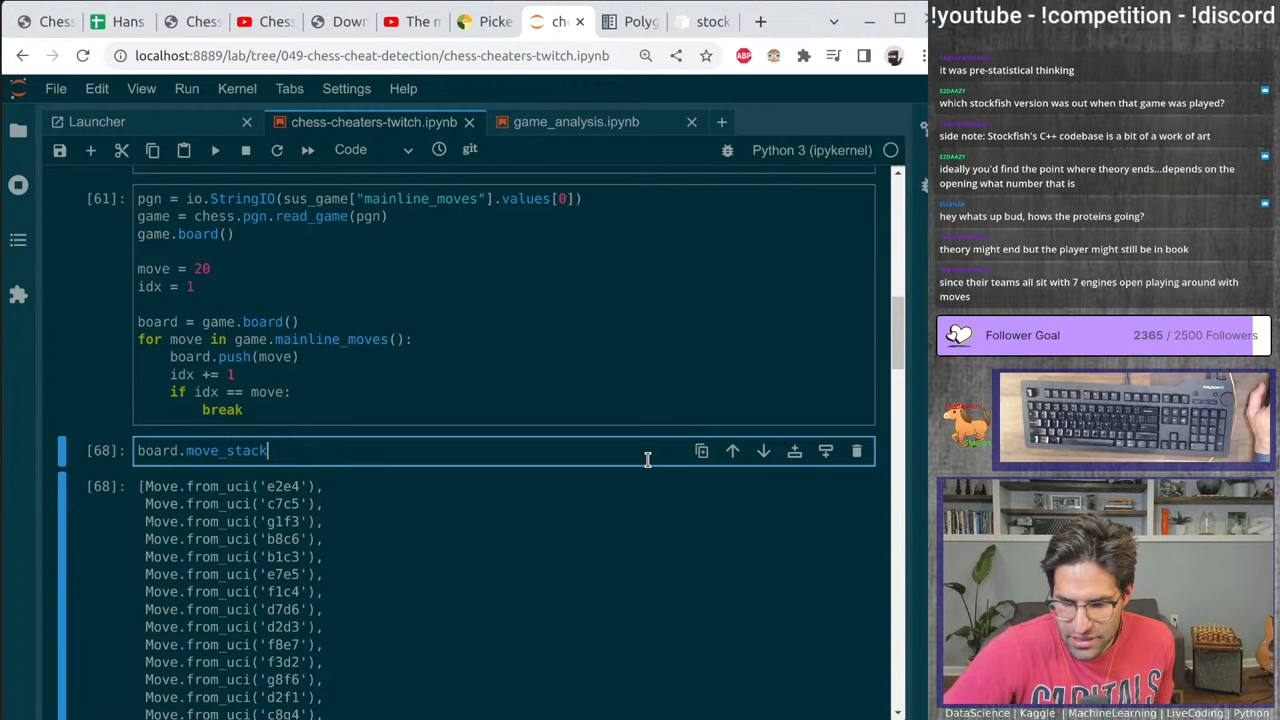 Chess
Hans
Chess
Chess
Down
The m
Picke
ch
Polyg
stock
localhost:8889/lab/tree/049-chess-cheat-detection/chess-cheaters-twitch.ipynb
ABP
File Edit View Run Kernel Tabs Settings Help
Launcher
chess-cheaters-twitch.ipynb
game_analysis.ipynb
Code
git
Python 3 (ipykernel)
[61]: pgn = io.StringIO(sus_game["mainline_moves"].values[0])
game = chess.pgn.read_game(pgn)
game.board()
move = 20
idx = 1
board = game.board()
for move in game.mainline_moves():
board.push(move)
idx += 1
if idx == move:
break
[68]: board.move_stack
[68]: [Move.from_uci('e2e4'),
Move.from_uci('c7c5'),
Move.from_uci('g1f3'),
Move.from_uci('b8c6'),
Move.from_uci('b1c3'),
Move.from_uci('e7e5'),
Move.from_uci('f1c4'),
Move.from_uci('d7d6'),
Move.from_uci('d2d3'),
Move.from_uci('f8e7'),
Move.from_uci('f3d2'),
Move.from_uci('g8f6'),
Move.from_uci('d2f1'),
Move.from_uci('c8g4'),
!youtube - !competition - !discord
it was pre-statistical thinking
E2DAAZY
which stockfish version was out when that game was played?
side note: Stockfish's C++ codebase is a bit of a work of art
E2DAAZY
ideally you'd find the point where theory ends...depends on the
opening what number that is
hey whats up bud, hows the proteins going?
theory might end but the player might still be in book
since their teams all sit with 7 engines open playing around with
moves
Follower Goal
2365 / 2500 Followers
Stallion
CAPITALS
DataScience | Kaggle | MachineLearning | LiveCoding | Python